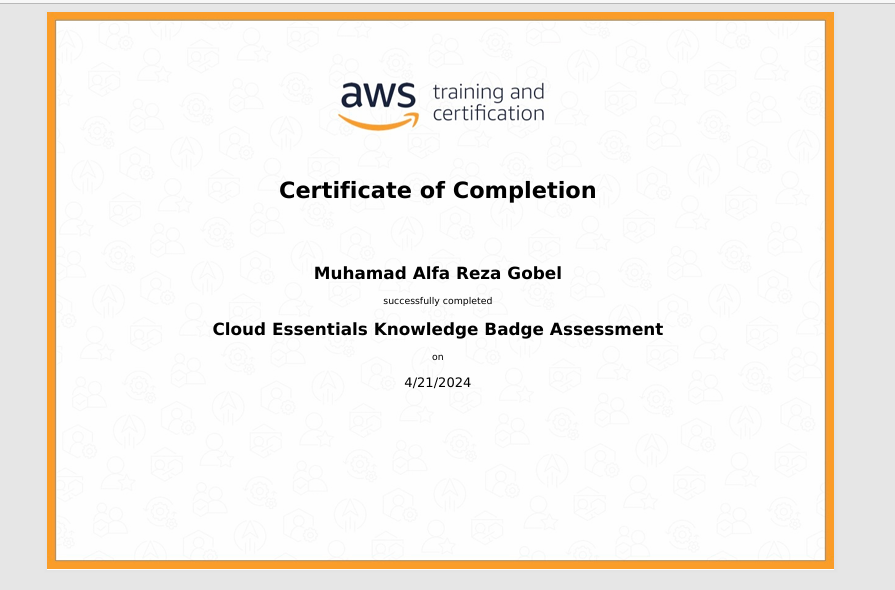 aws training and
certification
Certificate of Completion
Muhamad Alfa Reza Gobel
successfully completed
Cloud Essentials Knowledge Badge Assessment
on
4/21/2024